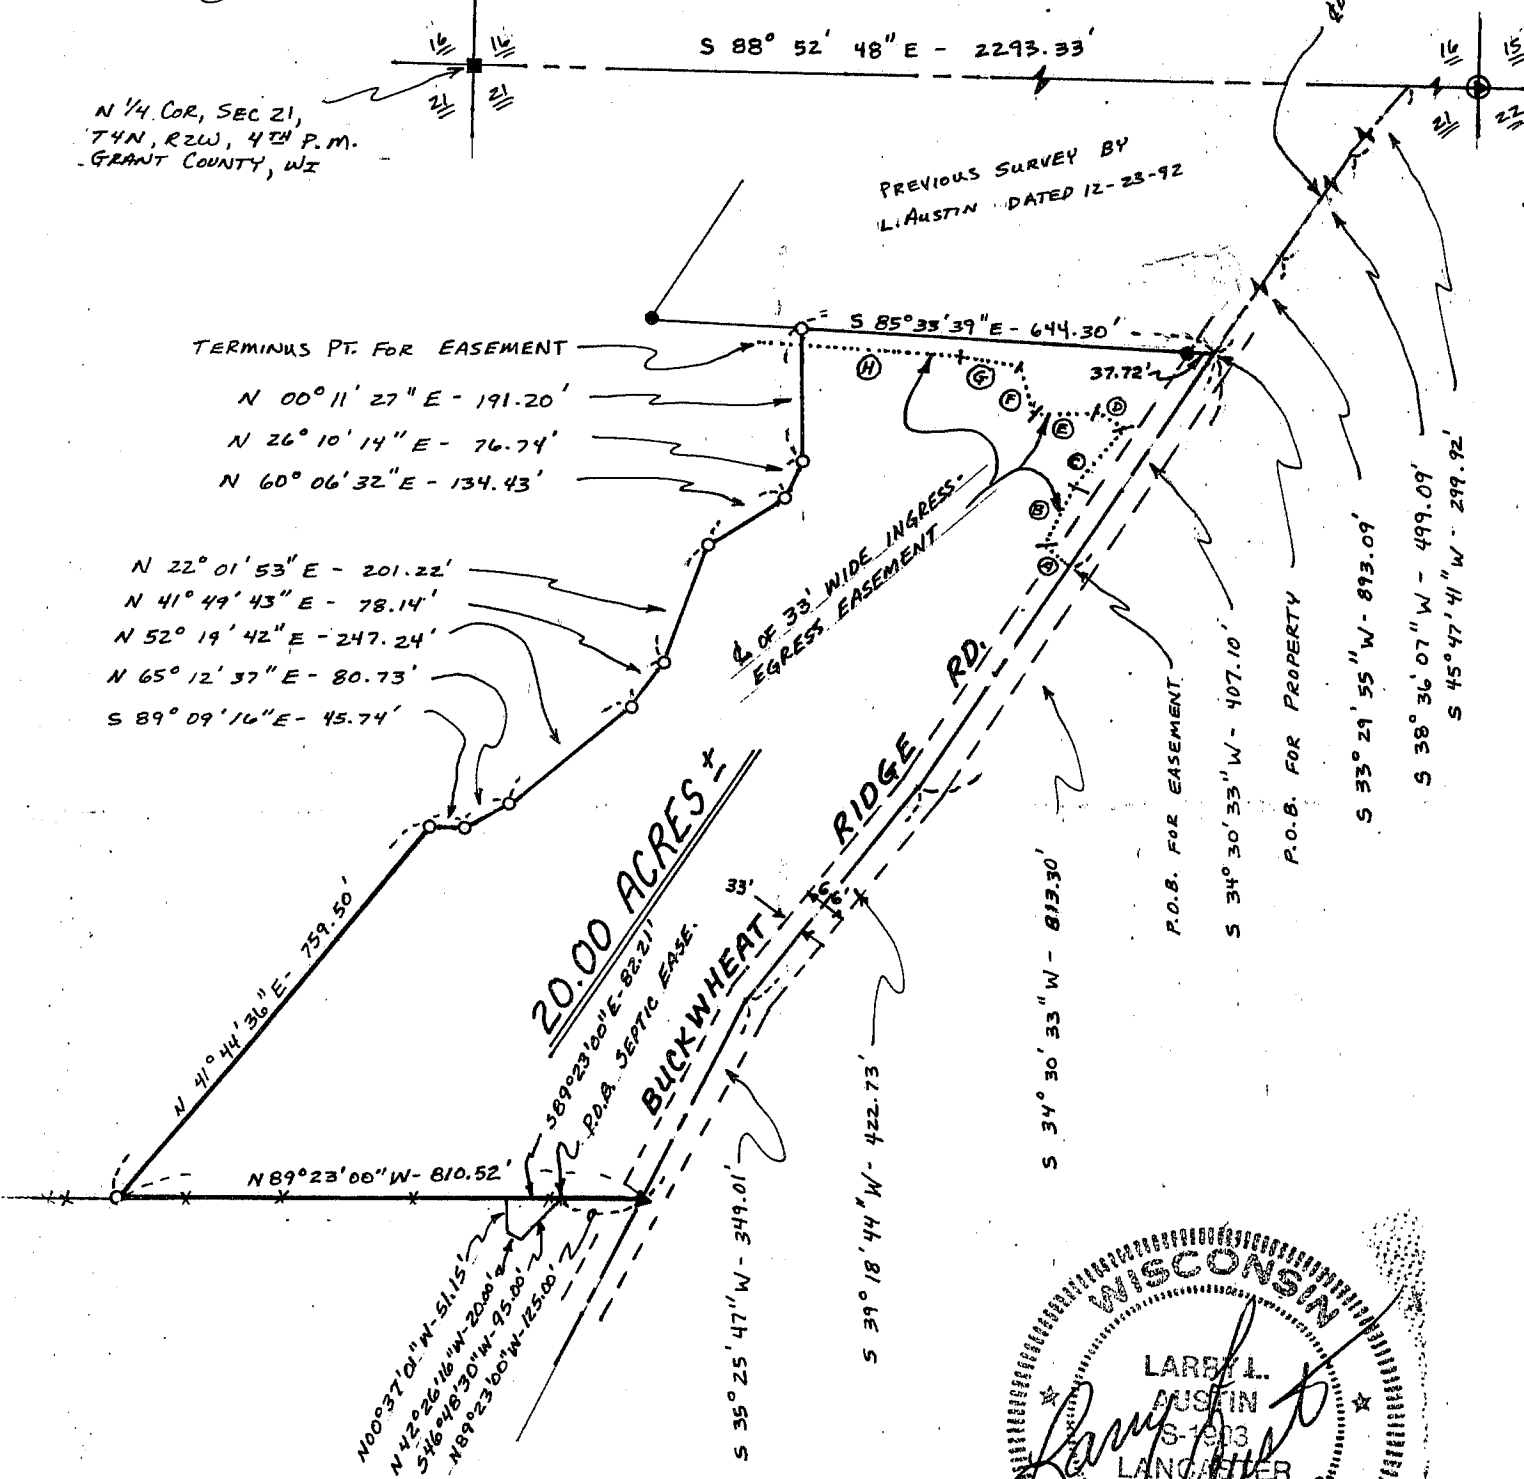 S 88° 52' 48" E - 2293.33'
16 16
21 21
16 15
21 22
N 1/4 COR, SEC 21,
T4N, R2W, 4TH P.M.
GRANT COUNTY, WI
PREVIOUS SURVEY BY
L. AUSTIN DATED 12-23-92
S 85° 33' 39" E - 644.30'
37.72'
TERMINUS PT. FOR EASEMENT
N 00° 11' 27" E - 191.20'
N 26° 10' 14" E - 76.74'
N 60° 06' 32" E - 134.43'
N 22° 01' 53" E - 201.22'
N 41° 49' 43" E - 78.14'
N 52° 19' 42" E - 247.24'
N 65° 12' 37" E - 80.73'
S 89° 09' 16" E - 45.74'
H
G
F
E
D
C
B
A
℄ OF 33' WIDE INGRESS-
EGRESS EASEMENT
S 45° 47' 41" W - 299.92'
S 38° 36' 07" W - 499.09'
S 33° 29' 55" W - 893.09'
P.O.B. FOR PROPERTY
S 34° 30' 33" W - 407.10'
P.O.B. FOR EASEMENT
S 34° 30' 33" W - 813.30'
S 39° 18' 44" W - 422.73'
S 35° 25' 47" W - 349.01'
BUCKWHEAT RIDGE RD.
33'
20.00 ACRES ±
S89°23'00"E - 82.21'
P.O.B. SEPTIC EASE.
N 41° 44' 36" E - 759.50'
N 89° 23' 00" W - 810.52'
N00°37'01"W - 51.15'
N 42°26'16"W - 20.00'
S46°48'30"W - 95.00'
N89°23'00"W - 125.00'
WISCONSIN
LARRY L.
AUSTIN
S-1903
LANCASTER